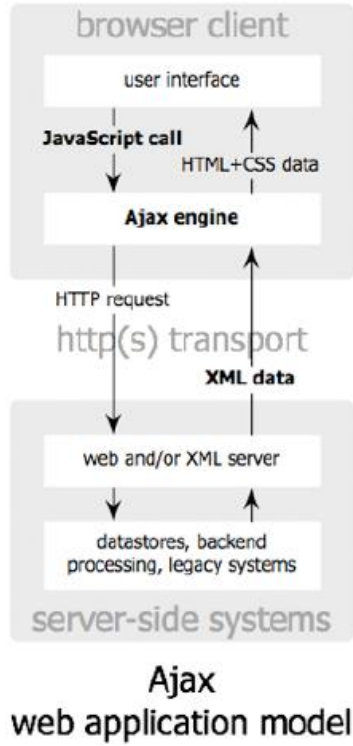 browser client
user interface
JavaScript call
HTML+CSS data
Ajax engine
HTTP request
http(s) transport
XML data
web and/or XML server
datastores, backend
processing, legacy systems
server-side systems
Ajax
web application model